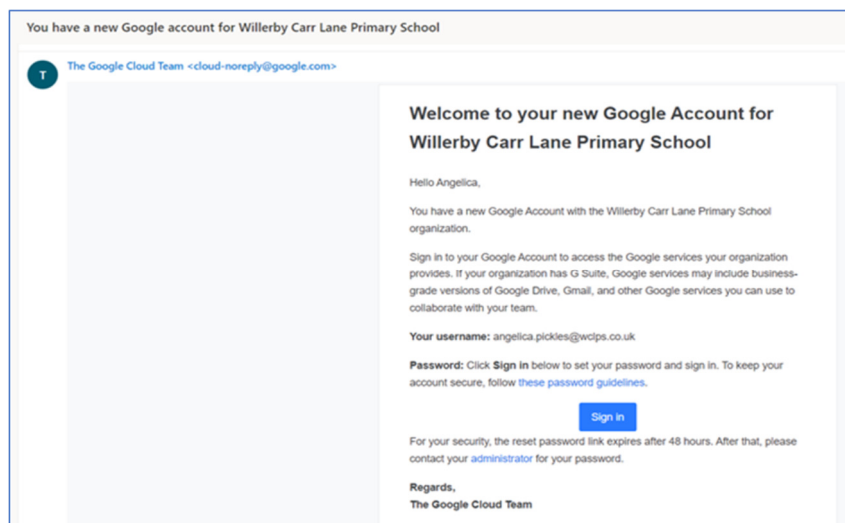 You have a new Google account for Willerby Carr Lane Primary School
T
The Google Cloud Team <cloud-noreply@google.com>
Welcome to your new Google Account for
Willerby Carr Lane Primary School
Hello Angelica,
You have a new Google Account with the Willerby Carr Lane Primary School
organization.
Sign in to your Google Account to access the Google services your organization
provides. If your organization has G Suite, Google services may include business-
grade versions of Google Drive, Gmail, and other Google services you can use to
collaborate with your team.
Your username: angelica.pickles@wclps.co.uk
Password: Click Sign in below to set your password and sign in. To keep your
account secure, follow these password guidelines.
Sign in
For your security, the reset password link expires after 48 hours. After that, please
contact your administrator for your password.
Regards,
The Google Cloud Team